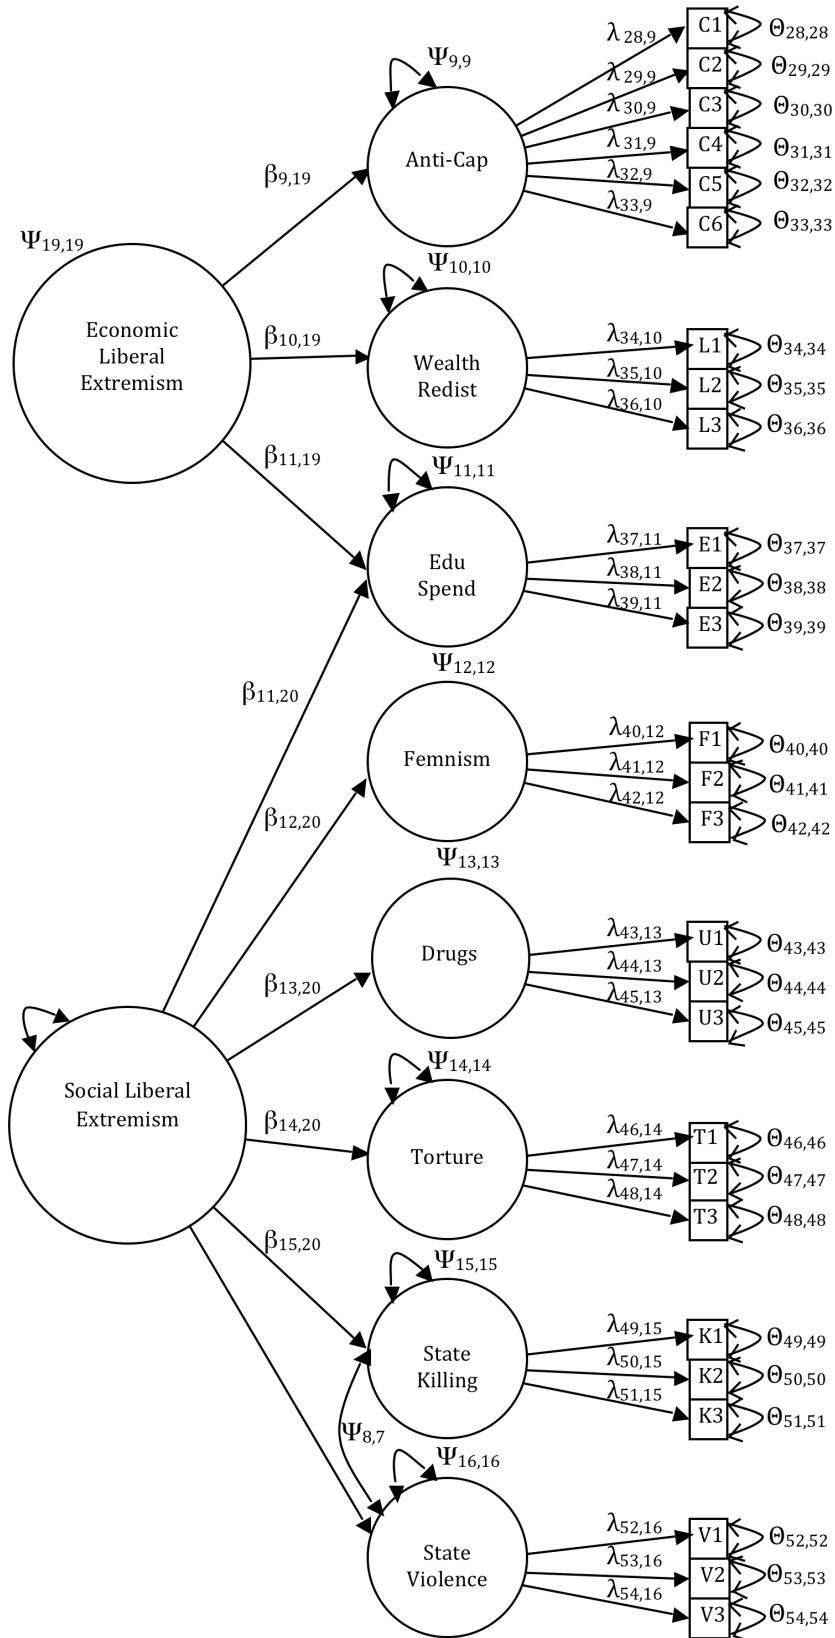 λ 28,9
C1
Θ28,28
Ψ9,9
λ29,9
C2
Θ29,29
λ30,9
C3
Θ30,30
Anti-Cap
λ 31,9
C4
Θ31,31
λ32,9
C5
Θ32,32
β9,19
λ33,9
C6
Θ33,33
Ψ19,19
Ψ10,10
Economic
Liberal
Extremism
β10,19
Wealth
Redist
λ34,10
L1
Θ34,34
λ35,10
L2
Θ35,35
λ36,10
L3
Θ36,36
β11,19
Ψ11,11
Edu
Spend
λ37,11
E1
Θ37,37
λ38,11
E2
Θ38,38
λ39,11
E3
Θ39,39
β11,20
Ψ12,12
Femnism
λ40,12
F1
Θ40,40
λ41,12
F2
Θ41,41
λ42,12
F3
Θ42,42
β12,20
Ψ13,13
Drugs
λ43,13
U1
Θ43,43
λ44,13
U2
Θ44,44
λ45,13
U3
Θ45,45
β13,20
Social Liberal
Extremism
Ψ14,14
β14,20
Torture
λ46,14
T1
Θ46,46
λ47,14
T2
Θ47,47
λ48,14
T3
Θ48,48
β15,20
Ψ15,15
State
Killing
λ49,15
K1
Θ49,49
λ50,15
K2
Θ50,50
λ51,15
K3
Θ51,51
Ψ8,7
Ψ16,16
State
Violence
λ52,16
V1
Θ52,52
λ53,16
V2
Θ53,53
λ54,16
V3
Θ54,54